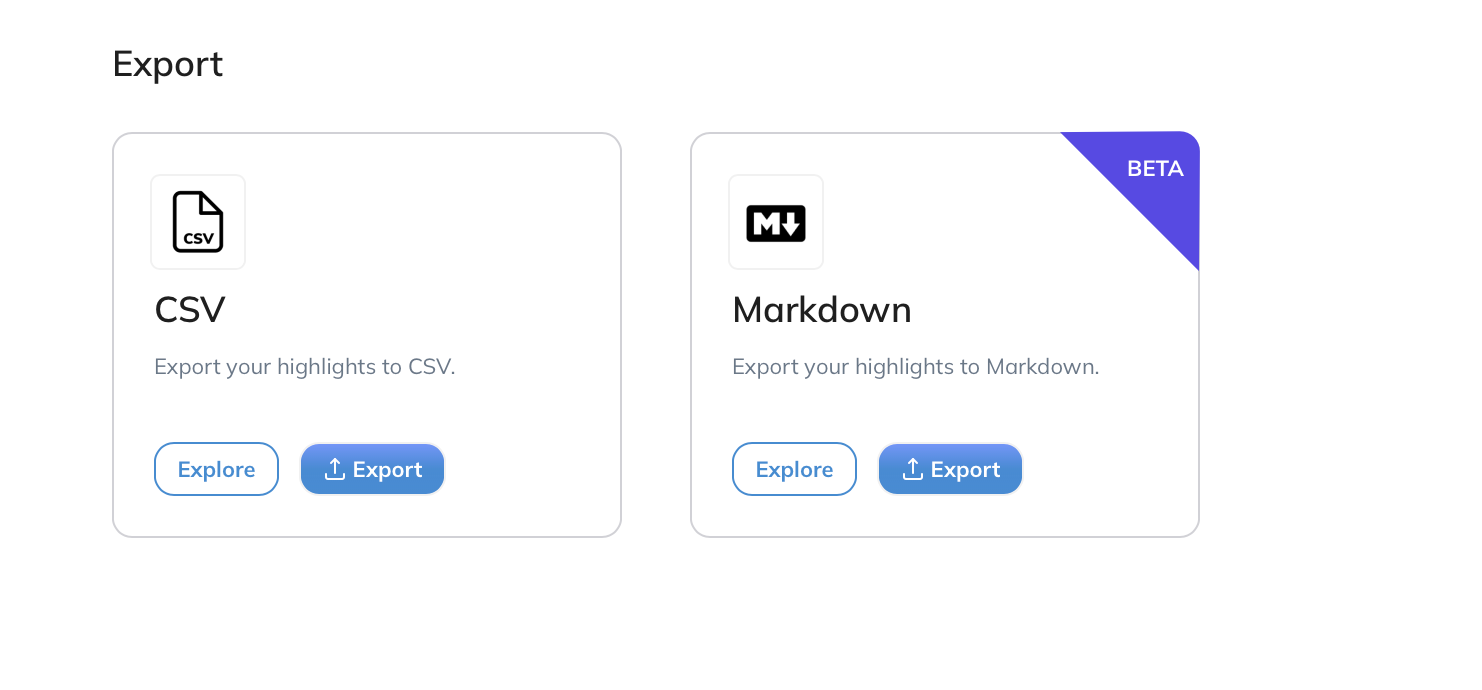 Export
BETA
CSV
CSV
Export your highlights to CSV.
Explore
Export
M
Markdown
Export your highlights to Markdown.
Explore
Export